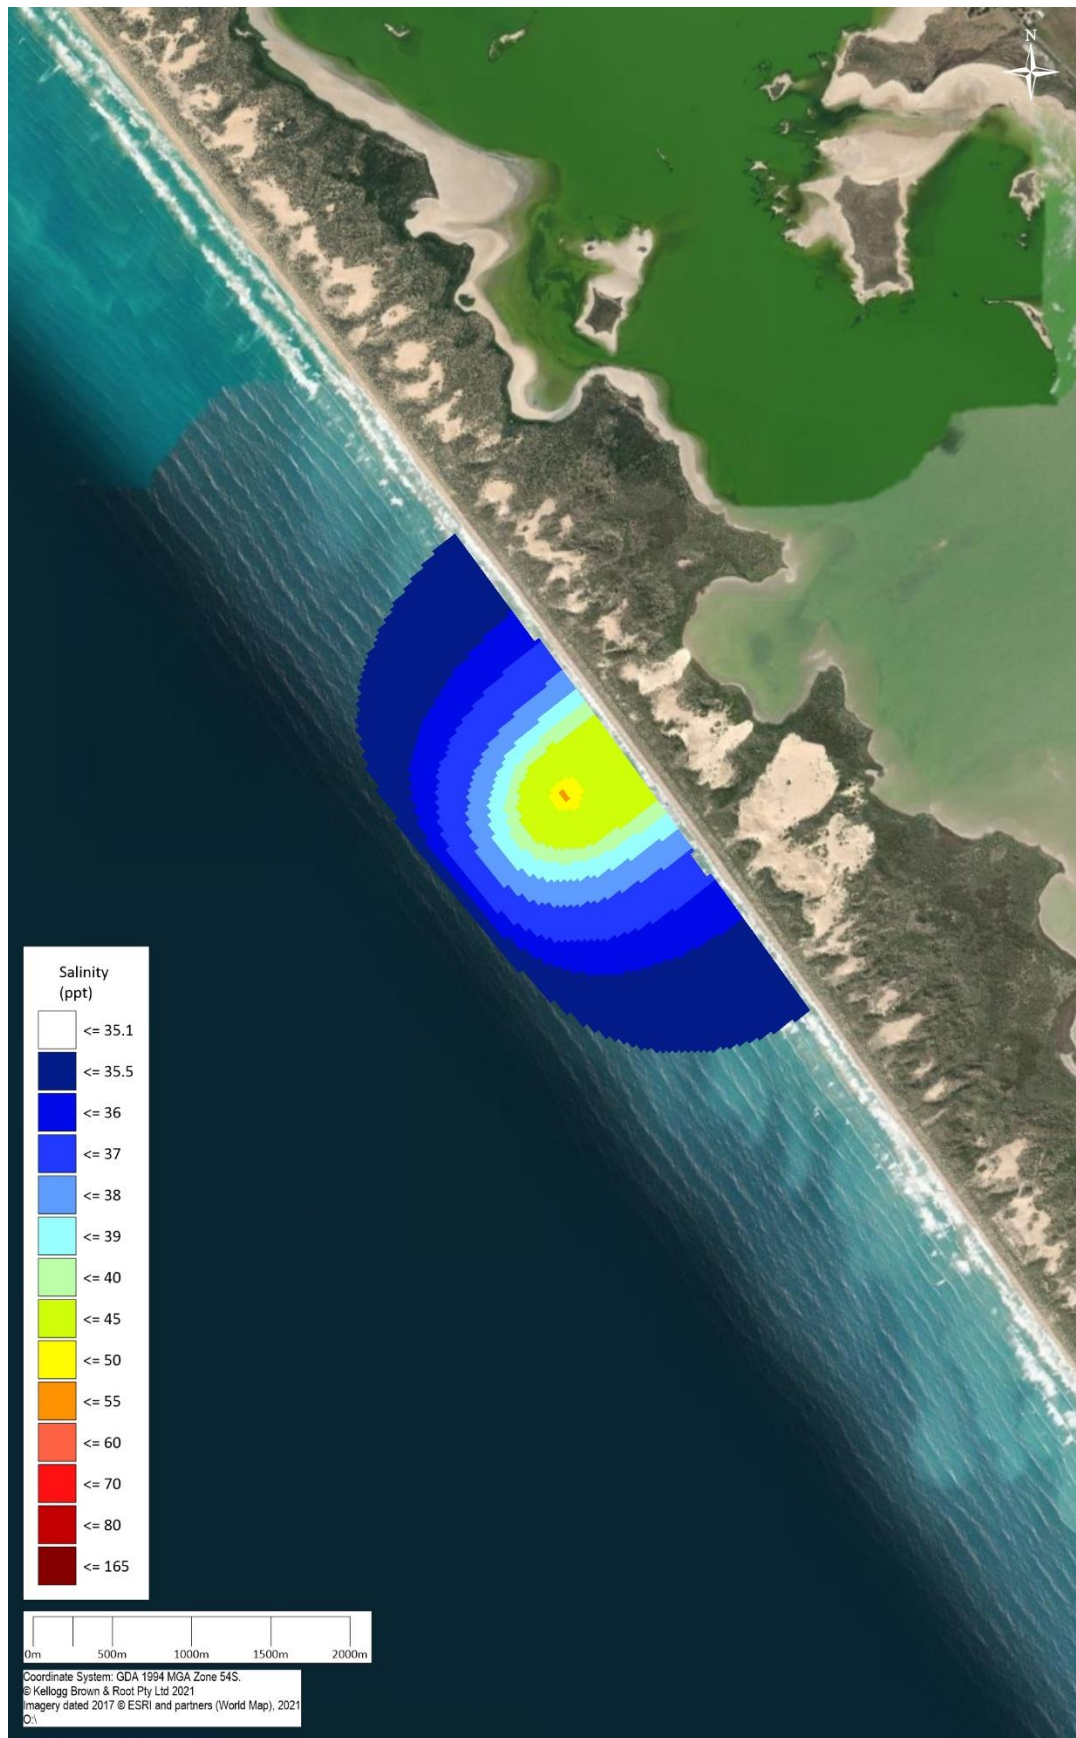 N
Salinity
(ppt)
<= 35.1
<= 35.5
<= 36
<= 37
<= 38
<= 39
<= 40
<= 45
<= 50
<= 55
<= 60
<= 70
<= 80
<= 165
0m 500m 1000m 1500m 2000m
Coordinate System: GDA 1994 MGA Zone 54S.
© Kellogg Brown & Root Pty Ltd 2021
Imagery dated 2017 © ESRI and partners (World Map), 2021
O:\